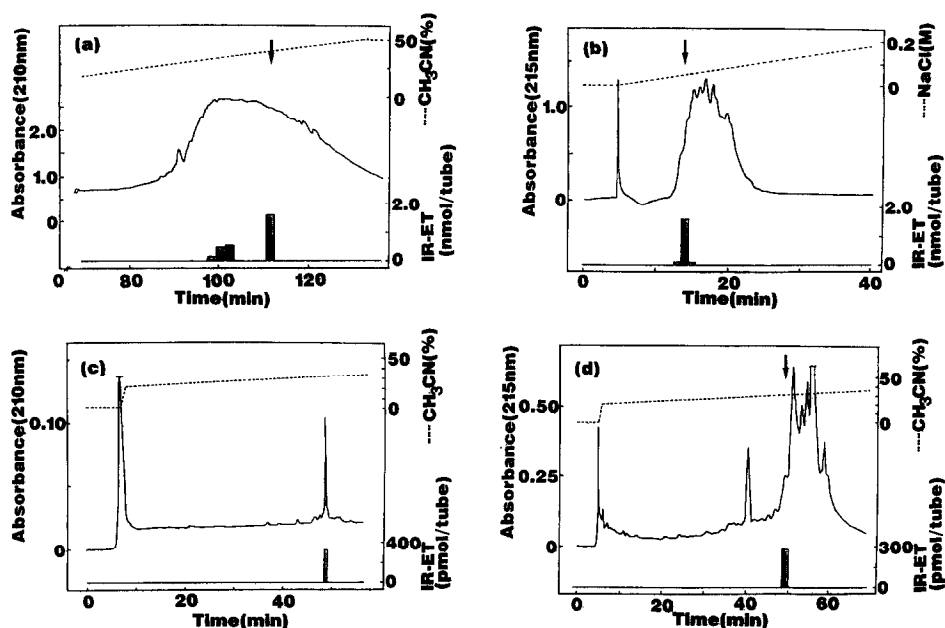 (a)
Absorbance(210nm)
2.0
1.0
0
50
0
----CH₃CN(%)
2.0
0
IR-ET
(nmol/tube)
0 80 100 120
Time(min)
(b)
Absorbance(215nm)
1.0
0
0.2
0
----NaCl(M)
2.0
0
IR-ET
(nmol/tube)
0 20 40
Time(min)
(c)
Absorbance(210nm)
0.10
0
50
0
----CH₃CN(%)
400
0
IR-ET
(pmol/tube)
0 20 40
Time(min)
(d)
Absorbance(215nm)
0.50
0.25
0
50
0
----CH₃CN(%)
300
0
IR-ET
(pmol/tube)
0 20 40 60
Time(min)